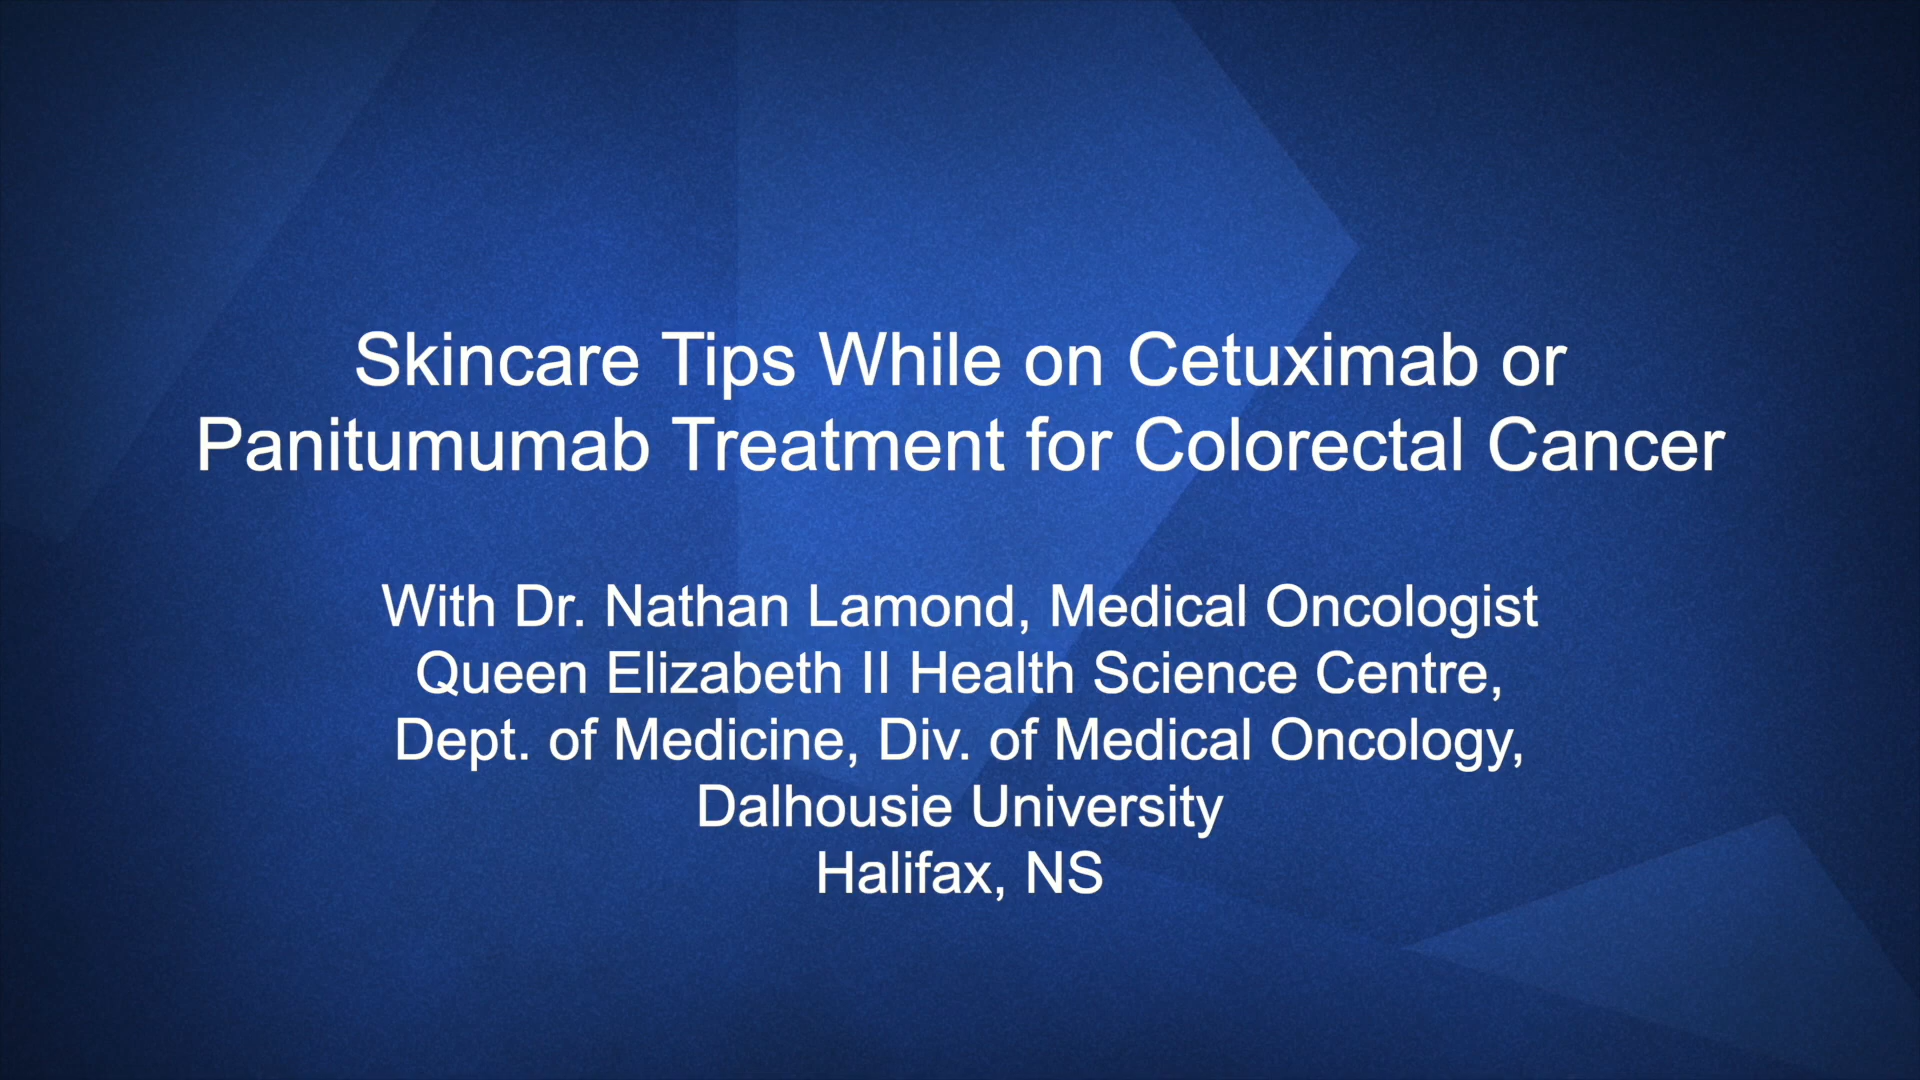 Skincare Tips While on Cetuximab or
Panitumumab Treatment for Colorectal Cancer
With Dr. Nathan Lamond, Medical Oncologist
Queen Elizabeth II Health Science Centre,
Dept. of Medicine, Div. of Medical Oncology,
Dalhousie University
Halifax, NS